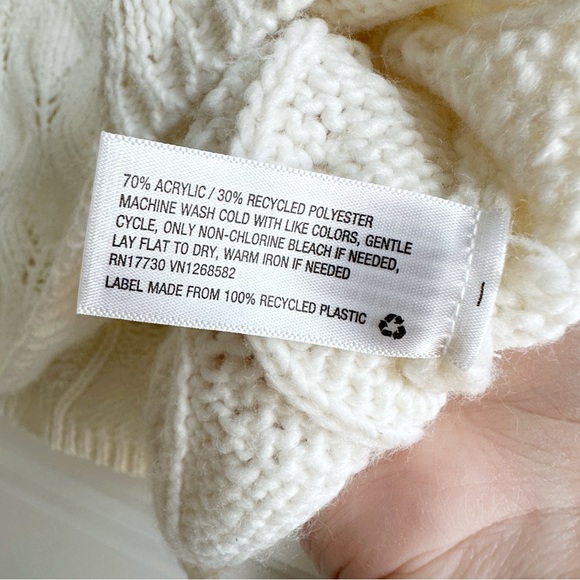 70% ACRYLIC / 30% RECYCLED POLYESTER
MACHINE WASH COLD WITH LIKE COLORS, GENTLE
CYCLE, ONLY NON-CHLORINE BLEACH IF NEEDED,
LAY FLAT TO DRY, WARM IRON IF NEEDED
RN17730 VN1268582
LABEL MADE FROM 100% RECYCLED PLASTIC